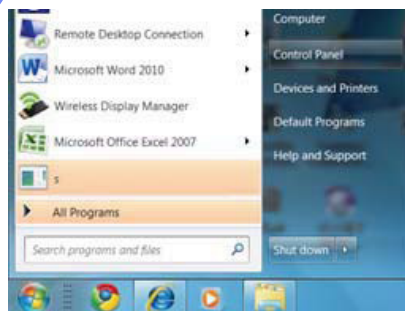 Remote Desktop Connection
Microsoft Word 2010
Wireless Display Manager
Microsoft Office Excel 2007
s
All Programs
Search programs and files
Computer
Control Panel
Devices and Printers
Default Programs
Help and Support
Shut down